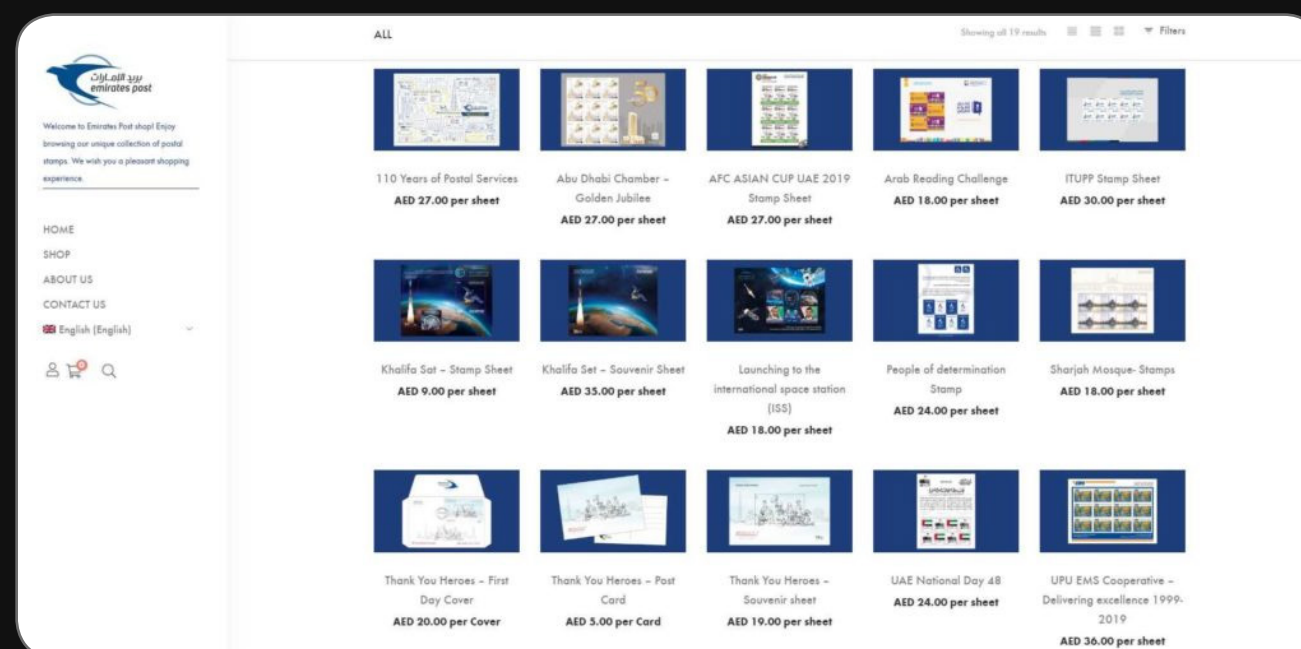 بريد الإمارات
emirates post
Welcome to Emirates Post shop! Enjoy
browsing our unique collection of postal
stamps. We wish you a pleasant shopping
experience.
HOME
SHOP
ABOUT US
CONTACT US
English (English)
0
ALL
Showing all 19 results
Filters
110 Years of Postal Services
AED 27.00 per sheet
Abu Dhabi Chamber –
Golden Jubilee
AED 27.00 per sheet
AFC ASIAN CUP UAE 2019
Stamp Sheet
AED 27.00 per sheet
Arab Reading Challenge
AED 18.00 per sheet
ITUPP Stamp Sheet
AED 30.00 per sheet
Khalifa Sat – Stamp Sheet
AED 9.00 per sheet
Khalifa Set – Souvenir Sheet
AED 35.00 per sheet
Launching to the
international space station
(ISS)
AED 18.00 per sheet
People of determination
Stamp
AED 24.00 per sheet
Sharjah Mosque- Stamps
AED 18.00 per sheet
Thank You Heroes – First
Day Cover
AED 20.00 per Cover
Thank You Heroes – Post
Card
AED 5.00 per Card
Thank You Heroes –
Souvenir sheet
AED 19.00 per sheet
UAE National Day 48
AED 24.00 per sheet
UPU EMS Cooperative –
Delivering excellence 1999-
2019
AED 36.00 per sheet